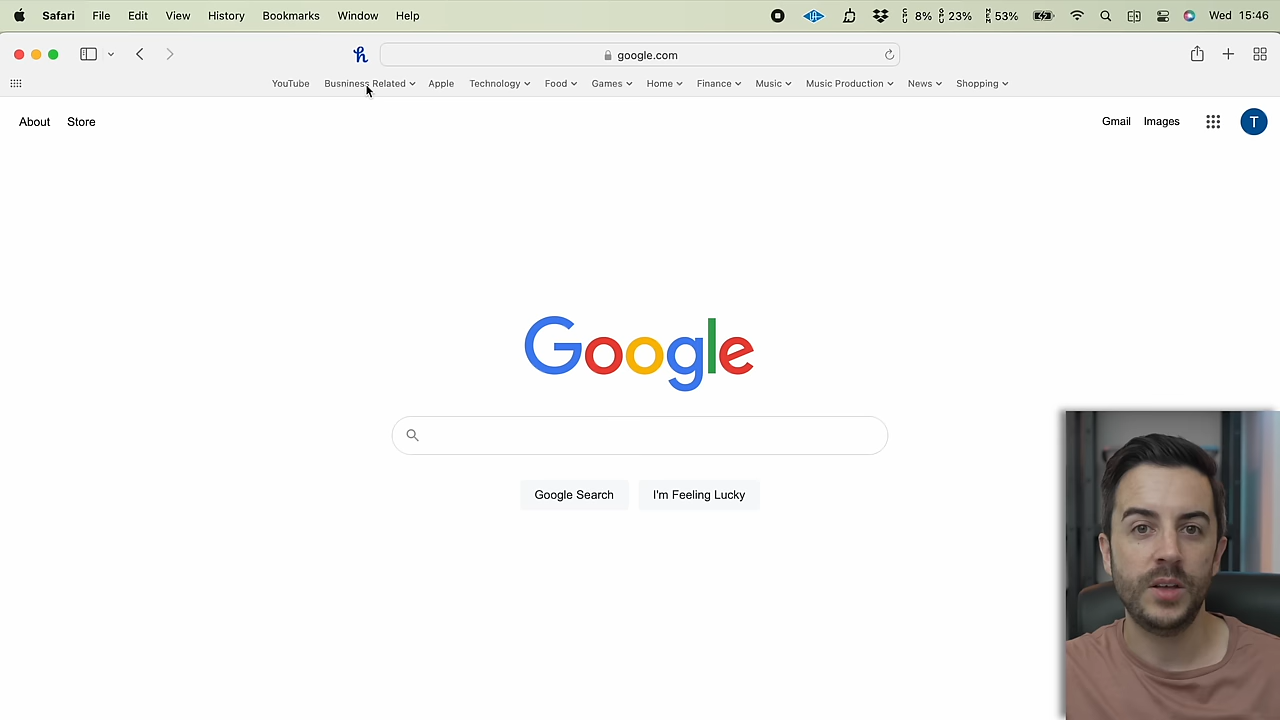 Safari File Edit View History Bookmarks Window Help 8% 23% 53% Wed 15:46
google.com
YouTube Business Related Apple Technology Food Games Home Finance Music Music Production News Shopping
About Store Gmail Images T
Google
Google Search I'm Feeling Lucky